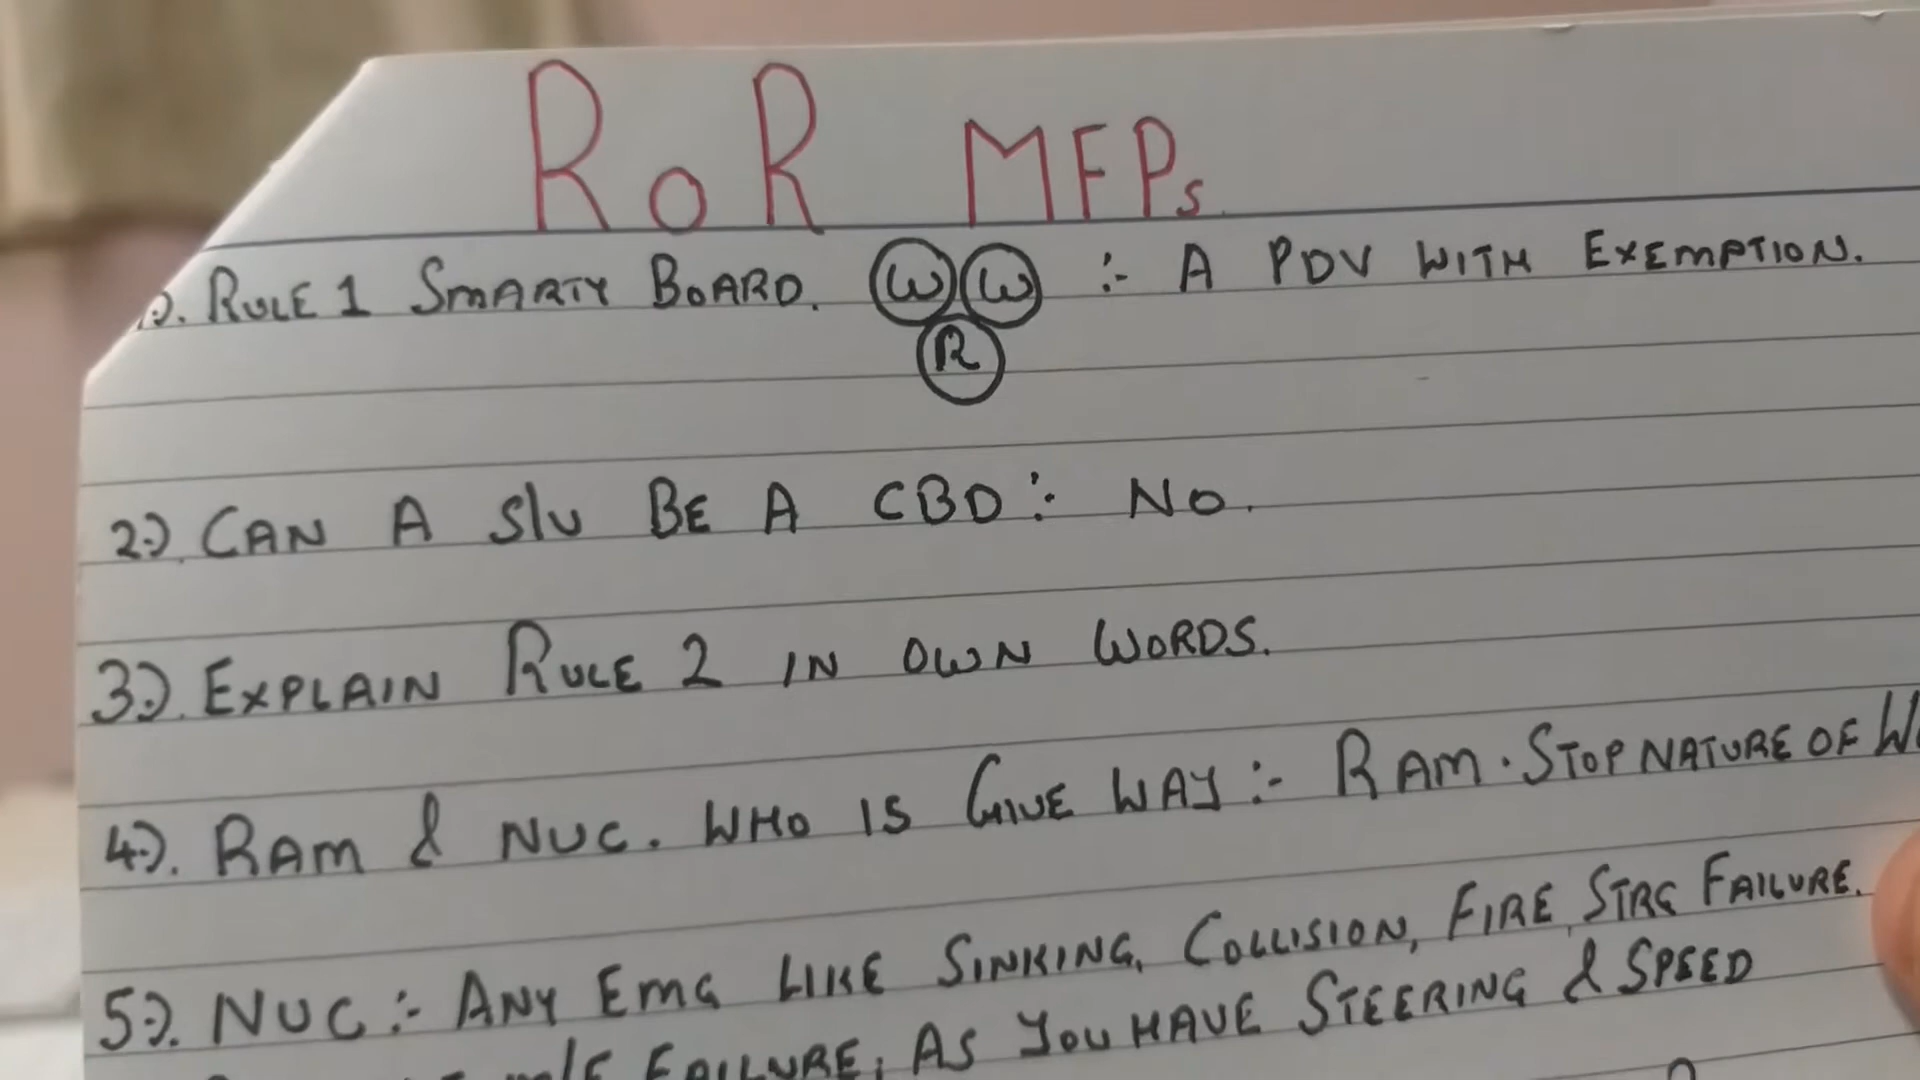 RoR MFPs
1). RULE 1 SMARTY BOARD. W W :- A PDV WITH EXEMPTION.
R
2.) CAN A S/V BE A CBD :- NO.
3.). EXPLAIN RULE 2 IN OWN WORDS.
4.). RAM & NUC. WHO IS GIVE WAY :- RAM. STOP NATURE OF
5.). NUC :- ANY EMG LIKE SINKING, COLLISION, FIRE, STRG FAILURE.
M/E FAILURE, AS YOU HAVE STEERING & SPEED